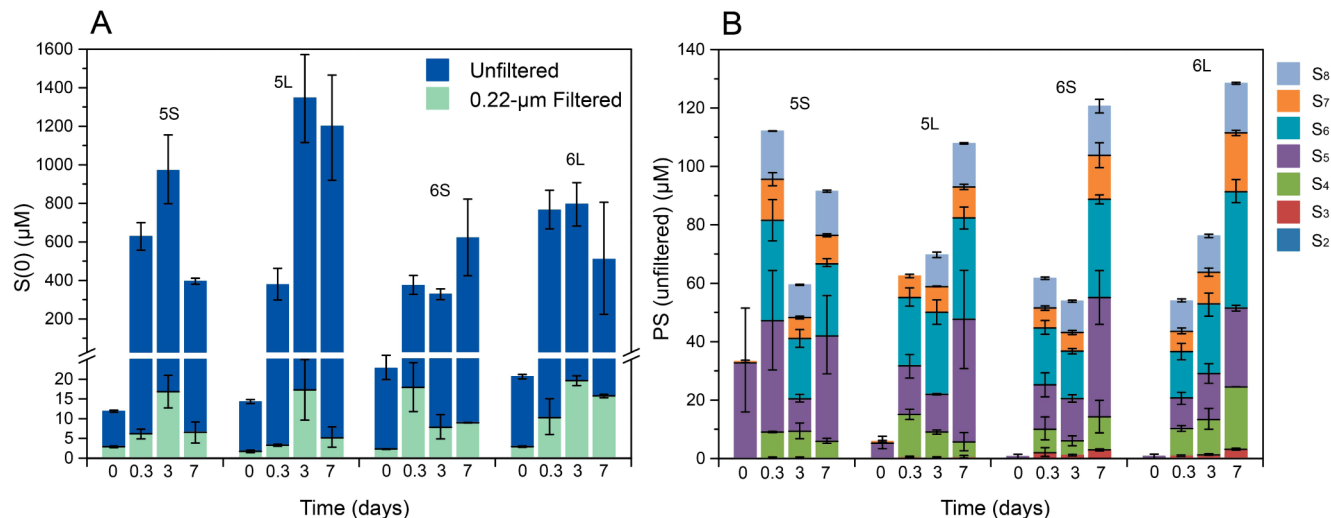 A
1600
1400
1200
1000
800
600
400
200
20
15
10
5
0
S(0) (µM)
5S
5L
6S
6L
Unfiltered
0.22-µm Filtered
0 0.3 3 7 0 0.3 3 7 0 0.3 3 7 0 0.3 3 7
Time (days)
B
140
120
100
80
60
40
20
0
PS (unfiltered) (µM)
5S
5L
6S
6L
S₈
S₇
S₆
S₅
S₄
S₃
S₂
0 0.3 3 7 0 0.3 3 7 0 0.3 3 7 0 0.3 3 7
Time (days)